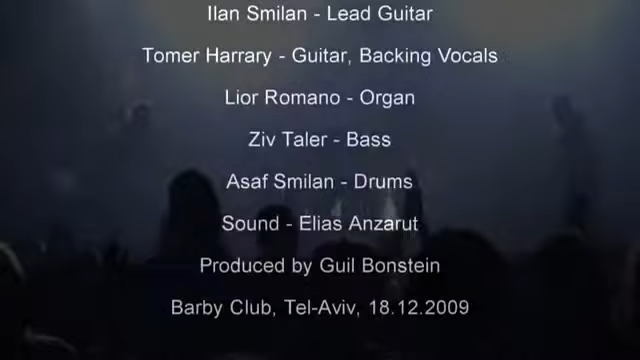 Ilan Smilan - Lead Guitar
Tomer Harrary - Guitar, Backing Vocals
Lior Romano - Organ
Ziv Taler - Bass
Asaf Smilan - Drums
Sound - Elias Anzarut
Produced by Guil Bonstein
Barby Club, Tel-Aviv, 18.12.2009